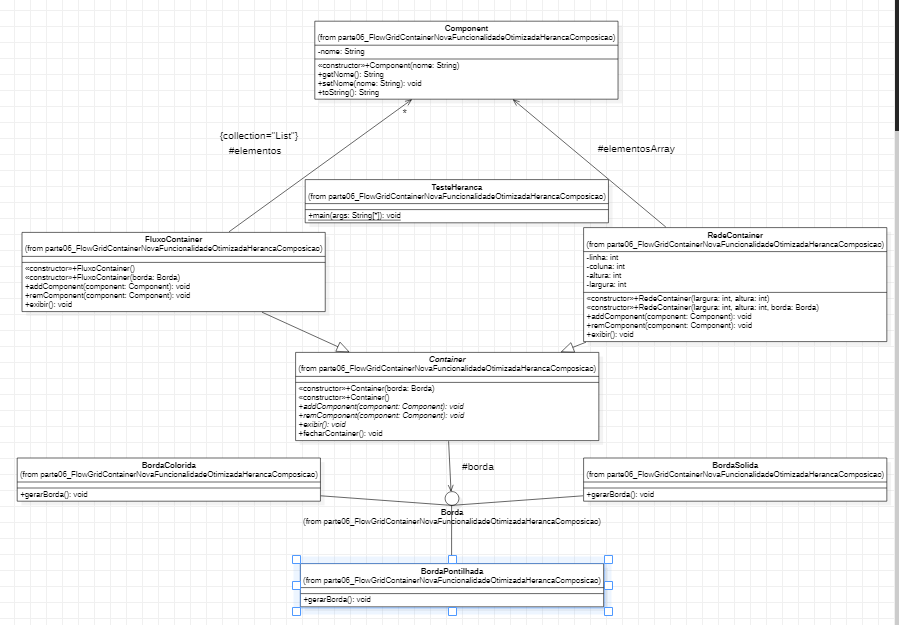 Component
(from parte06_FlowGridContainerNovaFuncionalidadeOtimizadaHerancaComposicao)
-nome: String
«constructor»+Component(nome: String)
+getNome(): String
+setNome(nome: String): void
+toString(): String
*
{collection="List"}
#elementos
#elementosArray
TesteHeranca
(from parte06_FlowGridContainerNovaFuncionalidadeOtimizadaHerancaComposicao)
+main(args: String[*]): void
FluxoContainer
(from parte06_FlowGridContainerNovaFuncionalidadeOtimizadaHerancaComposicao)
«constructor»+FluxoContainer()
«constructor»+FluxoContainer(borda: Borda)
+addComponent(component: Component): void
+remComponent(component: Component): void
+exibir(): void
RedeContainer
(from parte06_FlowGridContainerNovaFuncionalidadeOtimizadaHerancaComposicao)
-linha: int
-coluna: int
-altura: int
-largura: int
«constructor»+RedeContainer(largura: int, altura: int)
«constructor»+RedeContainer(largura: int, altura: int, borda: Borda)
+addComponent(component: Component): void
+remComponent(component: Component): void
+exibir(): void
Container
(from parte06_FlowGridContainerNovaFuncionalidadeOtimizadaHerancaComposicao)
«constructor»+Container(borda: Borda)
«constructor»+Container()
+addComponent(component: Component): void
+remComponent(component: Component): void
+exibir(): void
+fecharContainer(): void
#borda
BordaColorida
(from parte06_FlowGridContainerNovaFuncionalidadeOtimizadaHerancaComposicao)
+gerarBorda(): void
BordaSolida
(from parte06_FlowGridContainerNovaFuncionalidadeOtimizadaHerancaComposicao)
+gerarBorda(): void
Borda
(from parte06_FlowGridContainerNovaFuncionalidadeOtimizadaHerancaComposicao)
BordaPontilhada
(from parte06_FlowGridContainerNovaFuncionalidadeOtimizadaHerancaComposicao)
+gerarBorda(): void